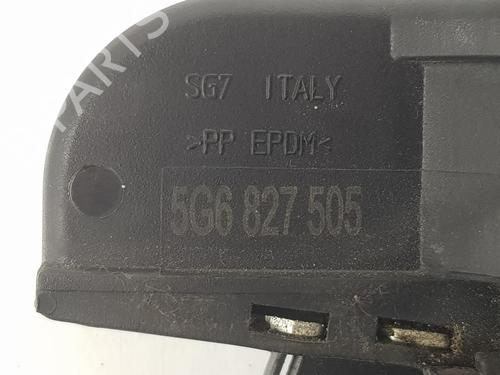 SG7 ITALY
>PP EPDM<
5G6 827 505
PARTS